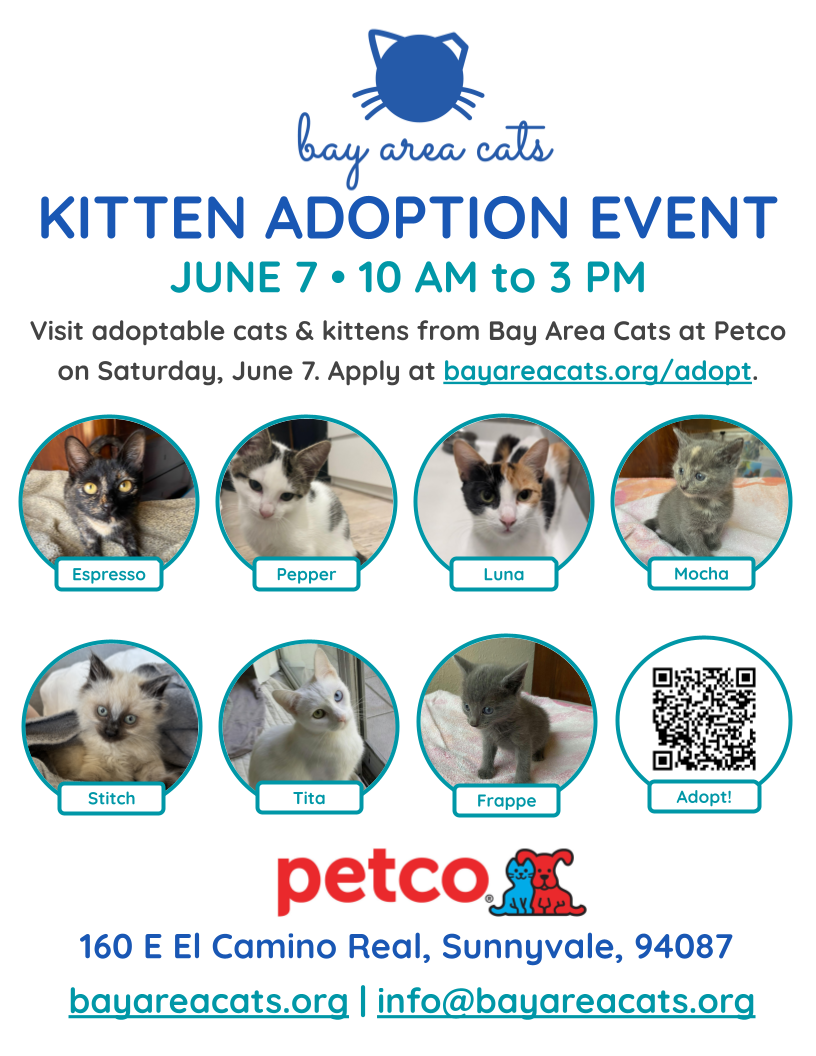 bay area cats
KITTEN ADOPTION EVENT
JUNE 7 • 10 AM to 3 PM
Visit adoptable cats & kittens from Bay Area Cats at Petco
on Saturday, June 7. Apply at bayareacats.org/adopt.
Espresso
Pepper
Luna
Mocha
Stitch
Tita
Frappe
Adopt!
petco®
160 E El Camino Real, Sunnyvale, 94087
bayareacats.org | info@bayareacats.org